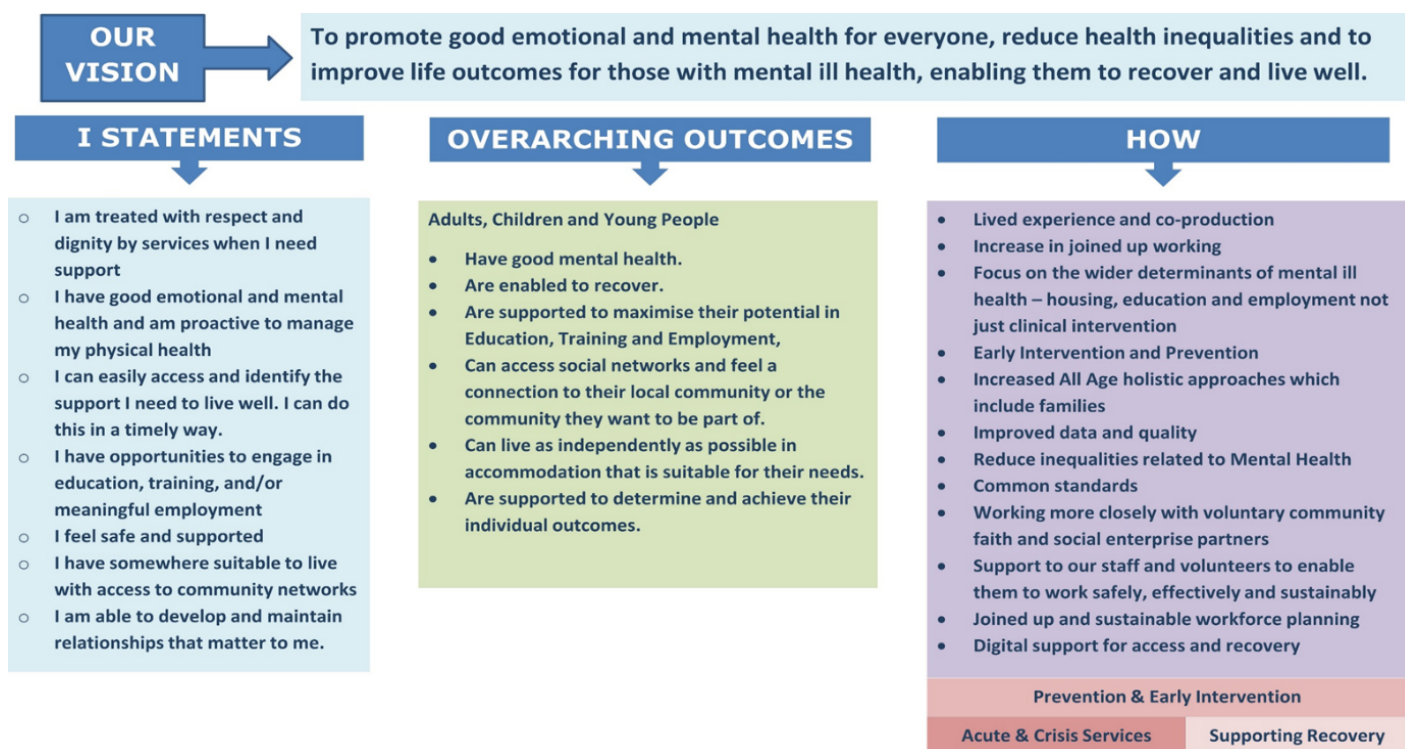 OUR
VISION
To promote good emotional and mental health for everyone, reduce health inequalities and to
improve life outcomes for those with mental ill health, enabling them to recover and live well.
I STATEMENTS
o I am treated with respect and
dignity by services when I need
support
o I have good emotional and mental
health and am proactive to manage
my physical health
o I can easily access and identify the
support I need to live well. I can do
this in a timely way.
o I have opportunities to engage in
education, training, and/or
meaningful employment
o I feel safe and supported
o I have somewhere suitable to live
with access to community networks
o I am able to develop and maintain
relationships that matter to me.
OVERARCHING OUTCOMES
Adults, Children and Young People
• Have good mental health.
• Are enabled to recover.
• Are supported to maximise their potential in
Education, Training and Employment,
• Can access social networks and feel a
connection to their local community or the
community they want to be part of.
• Can live as independently as possible in
accommodation that is suitable for their needs.
• Are supported to determine and achieve their
individual outcomes.
HOW
• Lived experience and co-production
• Increase in joined up working
• Focus on the wider determinants of mental ill
health – housing, education and employment not
just clinical intervention
• Early Intervention and Prevention
• Increased All Age holistic approaches which
include families
• Improved data and quality
• Reduce inequalities related to Mental Health
• Common standards
• Working more closely with voluntary community
faith and social enterprise partners
• Support to our staff and volunteers to enable
them to work safely, effectively and sustainably
• Joined up and sustainable workforce planning
• Digital support for access and recovery
Prevention & Early Intervention
Acute & Crisis Services
Supporting Recovery